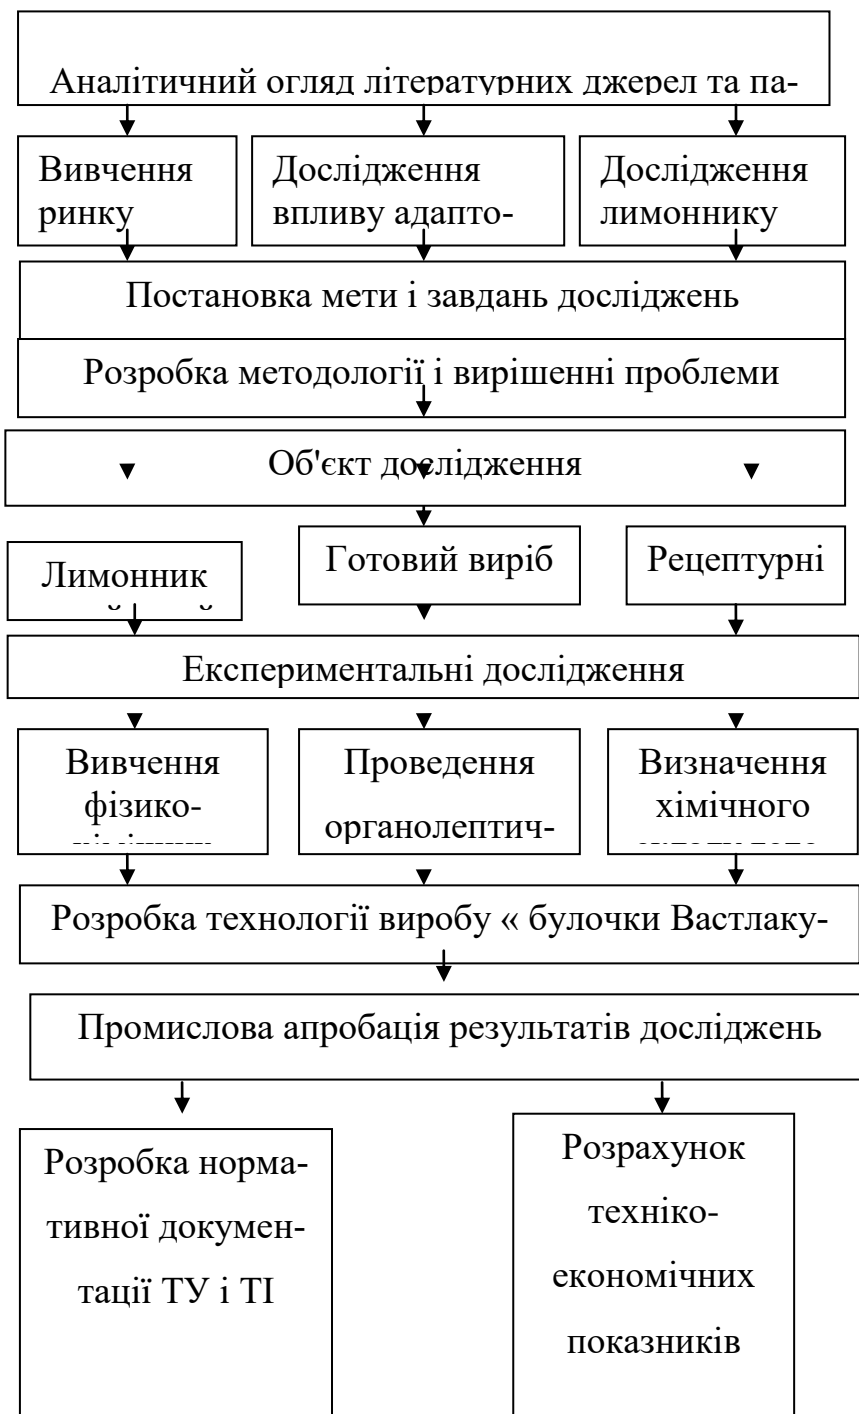 Аналітичний огляд літературних джерел та па-
Вивчення
ринку
Дослідження
впливу адапто-
Дослідження
лимоннику
Постановка мети і завдань досліджень
Розробка методології і вирішенні проблеми
Об'єкт дослідження
Лимонник
Готовий виріб
Рецептурні
Експериментальні дослідження
Вивчення
фізико-
Проведення
органолептич-
Визначення
хімічного
Розробка технології виробу « булочки Вастлаку-
Промислова апробація результатів досліджень
Розробка норма-
тивної докумен-
тації ТУ і ТІ
Розрахунок
техніко-
економічних
показників